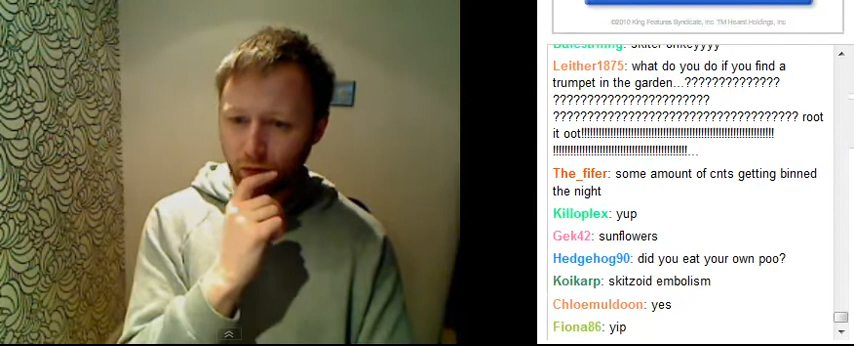 ©2010 King Features Syndicate, Inc. TM Hearst Holdings, Inc
Leither1875: what do you do if you find a
trumpet in the garden...??????????????
???????????????????????
??????????????????????????????????? root
it oot!!!!!!!!!!!!!!!!!!!!!!!!!!!!!!!!!!!!!!!!!!!!!!!!!!!!!!!!!!!!!!!!!!!!!!
!!!!!!!!!!!!!!!!!!!!!!!!!!!!!!!!!!!!!!!!!!!!!!!!...
The_fifer: some amount of cnts getting binned
the night
Killoplex: yup
Gek42: sunflowers
Hedgehog90: did you eat your own poo?
Koikarp: skitzoid embolism
Chloemuldoon: yes
Fiona86: yip